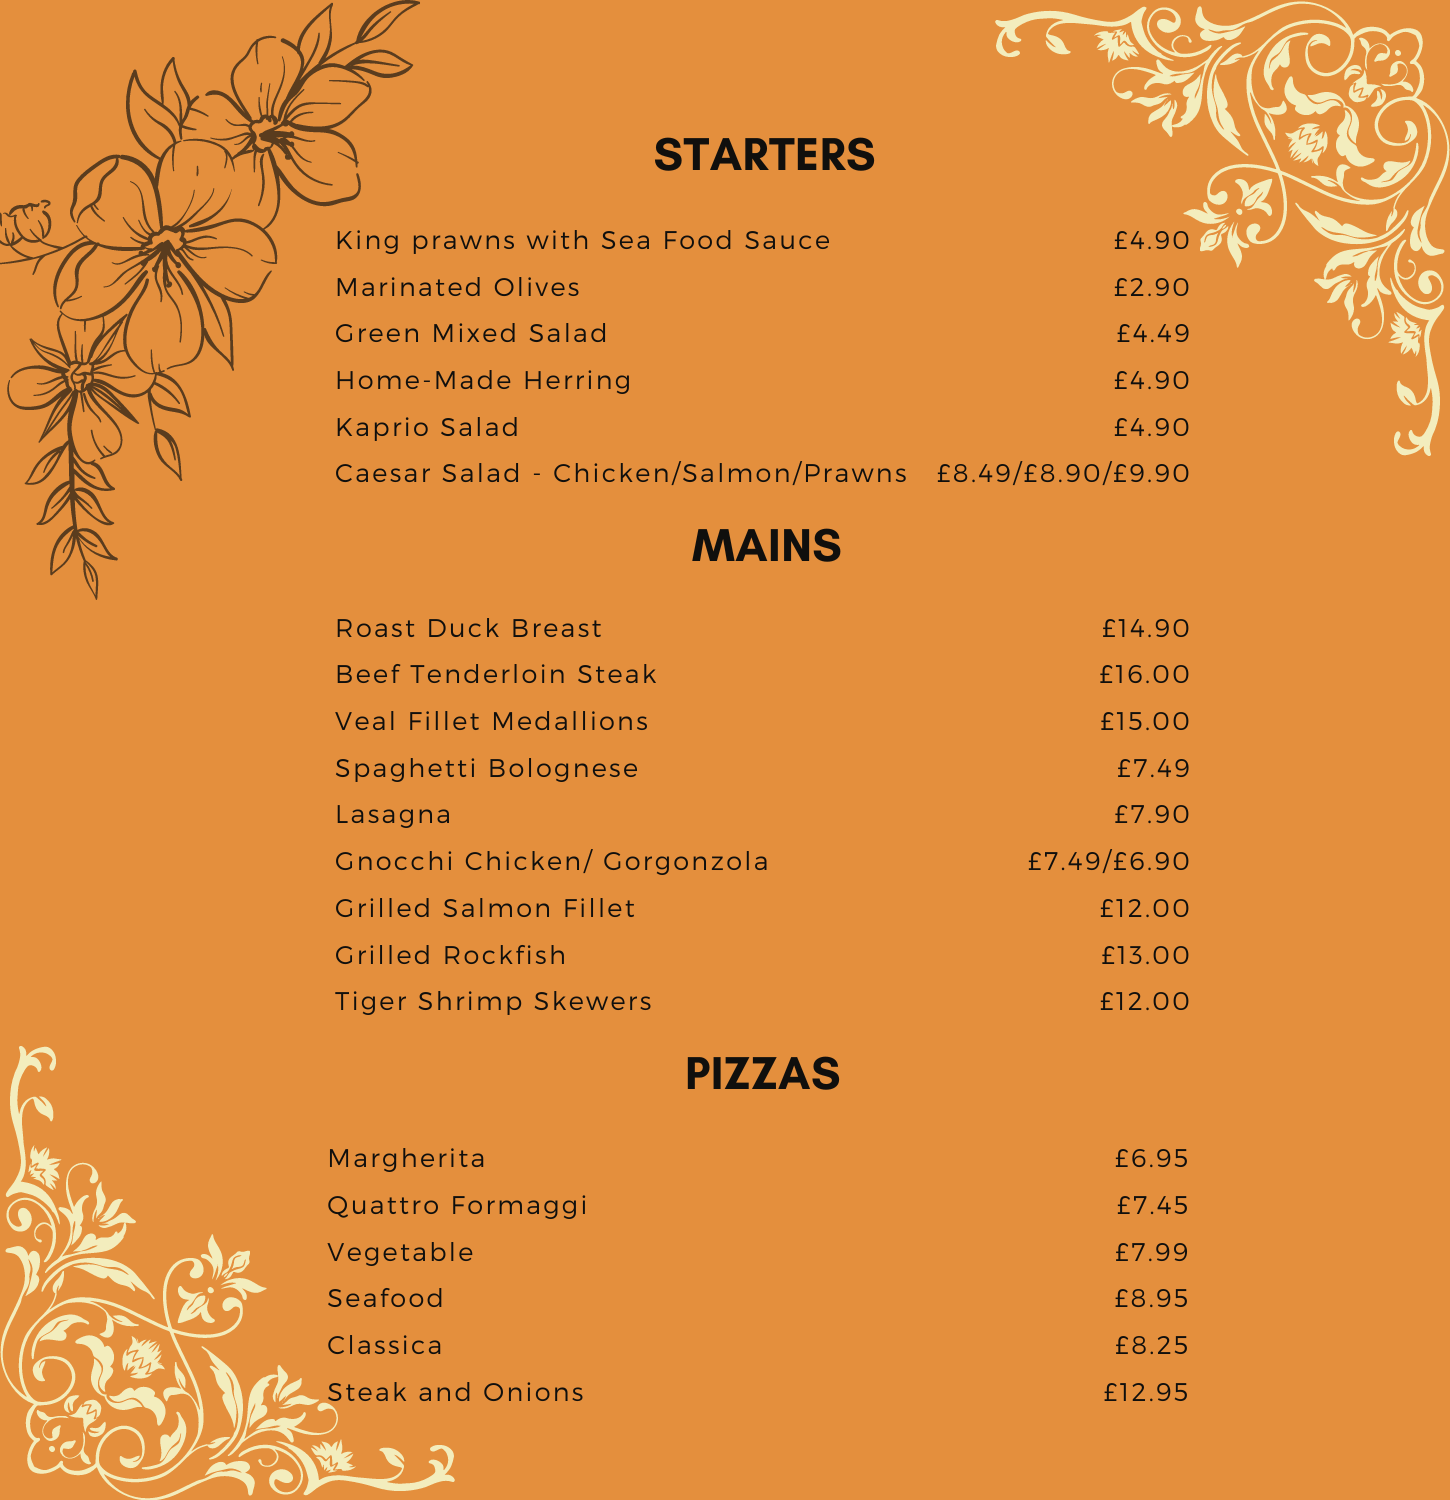 STARTERS
King prawns with Sea Food Sauce £4.90
Marinated Olives £2.90
Green Mixed Salad £4.49
Home-Made Herring £4.90
Kaprio Salad £4.90
Caesar Salad - Chicken/Salmon/Prawns £8.49/£8.90/£9.90
MAINS
Roast Duck Breast £14.90
Beef Tenderloin Steak £16.00
Veal Fillet Medallions £15.00
Spaghetti Bolognese £7.49
Lasagna £7.90
Gnocchi Chicken/ Gorgonzola £7.49/£6.90
Grilled Salmon Fillet £12.00
Grilled Rockfish £13.00
Tiger Shrimp Skewers £12.00
PIZZAS
Margherita £6.95
Quattro Formaggi £7.45
Vegetable £7.99
Seafood £8.95
Classica £8.25
Steak and Onions £12.95